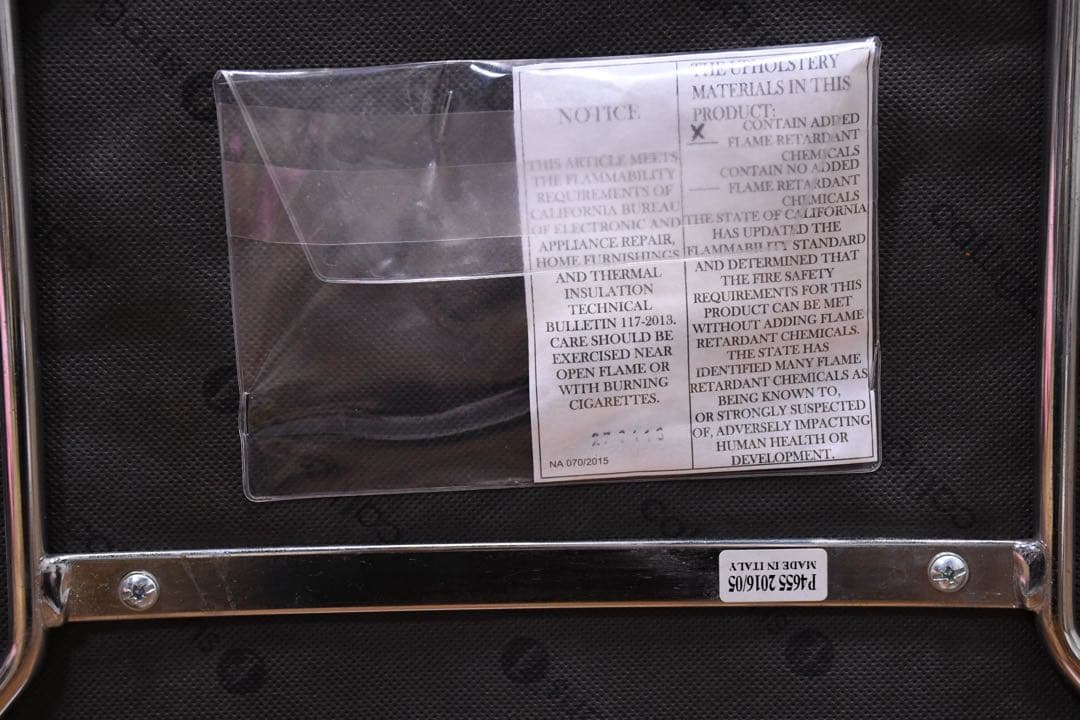 NOTICE
THIS ARTICLE MEETS
THE FLAMMABILITY
REQUIREMENTS OF
CALIFORNIA BUREAU
OF ELECTRONIC AND
APPLIANCE REPAIR,
HOME FURNISHINGS
AND THERMAL
INSULATION
TECHNICAL
BULLETIN 117-2013.
CARE SHOULD BE
EXERCISED NEAR
OPEN FLAME OR
WITH BURNING
CIGARETTES.
NA 070/2015
THE UPHOLSTERY
MATERIALS IN THIS
PRODUCT:
X CONTAIN ADDED
FLAME RETARDANT
CHEMICALS
CONTAIN NO ADDED
FLAME RETARDANT
CHEMICALS
THE STATE OF CALIFORNIA
HAS UPDATED THE
FLAMMABILITY STANDARD
AND DETERMINED THAT
THE FIRE SAFETY
REQUIREMENTS FOR THIS
PRODUCT CAN BE MET
WITHOUT ADDING FLAME
RETARDANT CHEMICALS.
THE STATE HAS
IDENTIFIED MANY FLAME
RETARDANT CHEMICALS AS
BEING KNOWN TO,
OR STRONGLY SUSPECTED
OF, ADVERSELY IMPACTING
HUMAN HEALTH OR
DEVELOPMENT.
P4655 2016/05
MADE IN ITALY